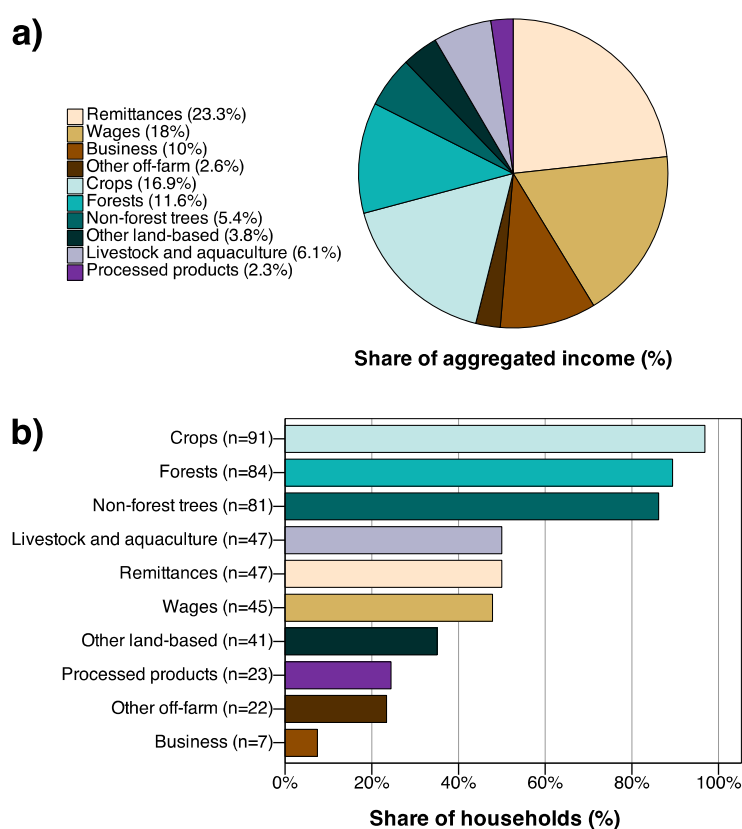 a)
Remittances (23.3%)
Wages (18%)
Business (10%)
Other off-farm (2.6%)
Crops (16.9%)
Forests (11.6%)
Non-forest trees (5.4%)
Other land-based (3.8%)
Livestock and aquaculture (6.1%)
Processed products (2.3%)
Share of aggregated income (%)
b)
Crops (n=91)
Forests (n=84)
Non-forest trees (n=81)
Livestock and aquaculture (n=47)
Remittances (n=47)
Wages (n=45)
Other land-based (n=41)
Processed products (n=23)
Other off-farm (n=22)
Business (n=7)
0% 20% 40% 60% 80% 100%
Share of households (%)